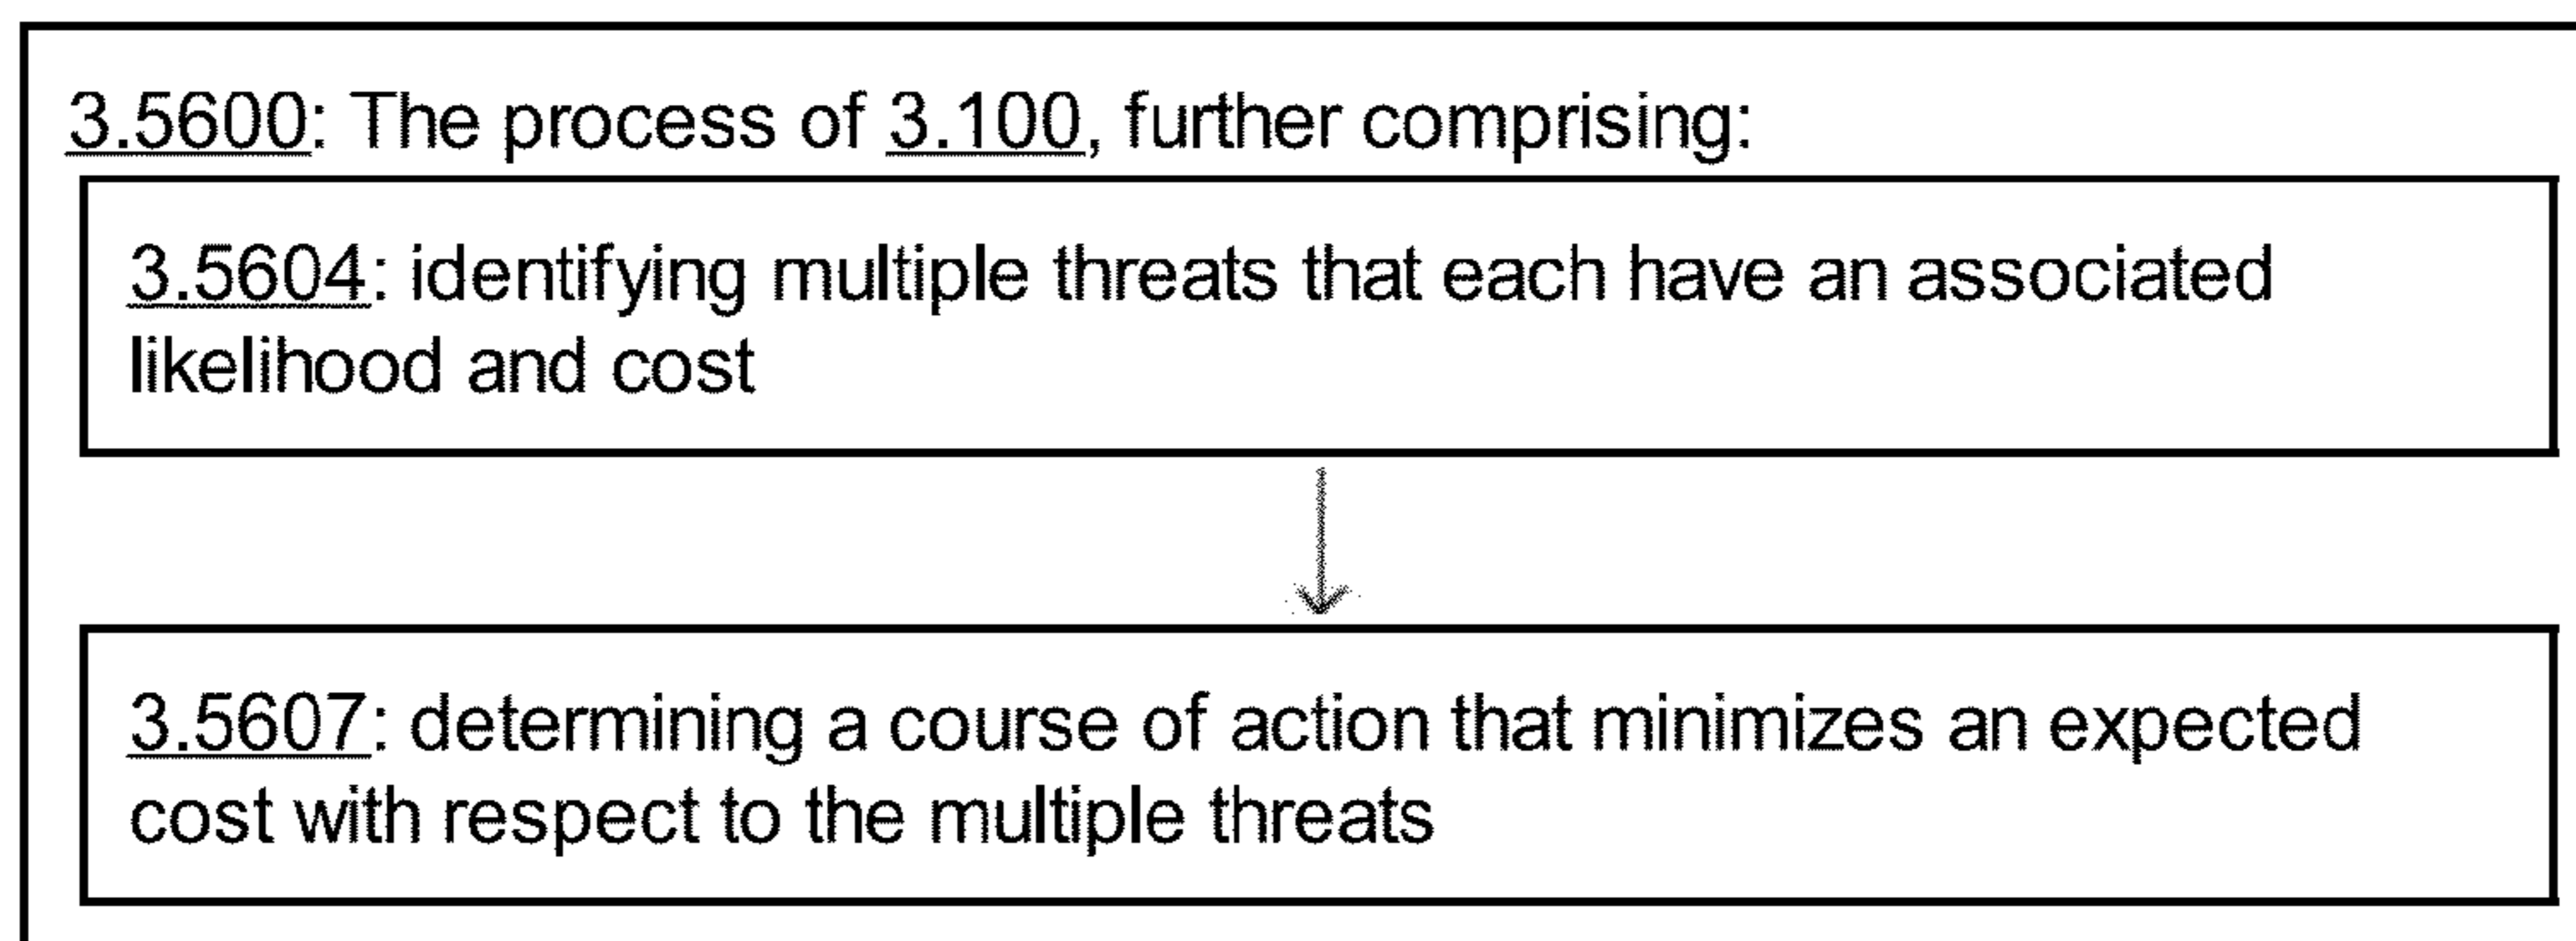 3.5600: The process of 3.100, further comprising:
3.5604: identifying multiple threats that each have an associated
likelihood and cost
3.5607: determining a course of action that minimizes an expected
cost with respect to the multiple threats